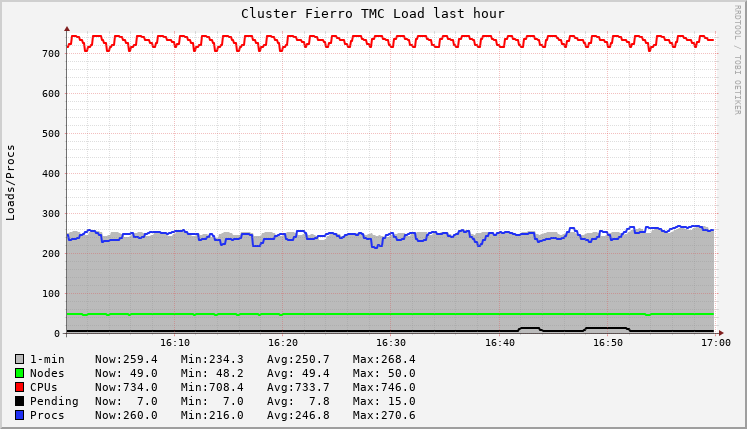 Cluster Fierro TMC Load last hour
RRDTOOL / TOBI OETIKER
Loads/Procs
700
600
500
400
300
200
100
0
16:10 16:20 16:30 16:40 16:50 17:00
1-min Now:259.4 Min:234.3 Avg:250.7 Max:268.4
Nodes Now: 49.0 Min: 48.2 Avg: 49.4 Max: 50.0
CPUs Now:734.0 Min:708.4 Avg:733.7 Max:746.0
Pending Now: 7.0 Min: 7.0 Avg: 7.8 Max: 15.0
Procs Now:260.0 Min:216.0 Avg:246.8 Max:270.6